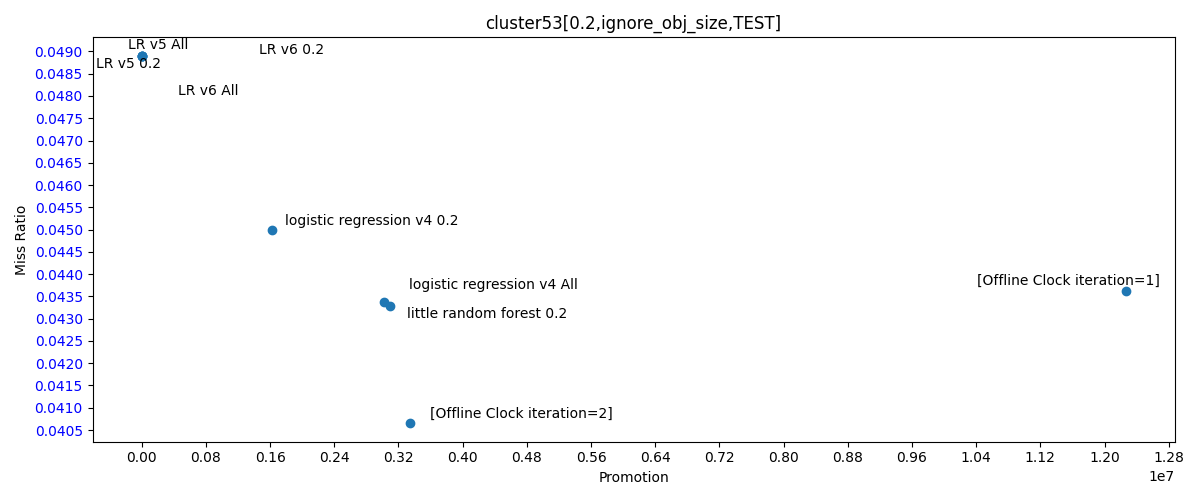 cluster53[0.2,ignore_obj_size,TEST]
Miss Ratio
0.0490
0.0485
0.0480
0.0475
0.0470
0.0465
0.0460
0.0455
0.0450
0.0445
0.0440
0.0435
0.0430
0.0425
0.0420
0.0415
0.0410
0.0405
LR v5 All
LR v6 0.2
LR v5 0.2
LR v6 All
logistic regression v4 0.2
logistic regression v4 All
[Offline Clock iteration=1]
little random forest 0.2
[Offline Clock iteration=2]
0.00 0.08 0.16 0.24 0.32 0.40 0.48 0.56 0.64 0.72 0.80 0.88 0.96 1.04 1.12 1.20 1.28
1e7
Promotion